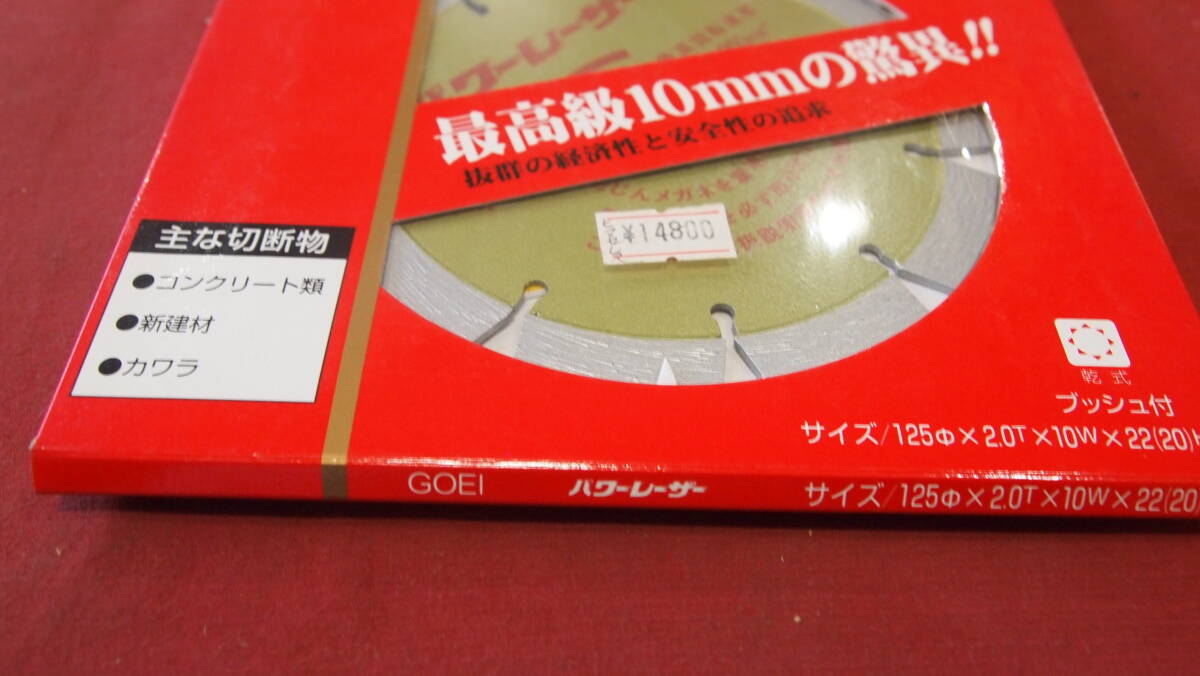 パワーレーザー
最高級10mmの驚異!!
抜群の経済性と安全性の追求
¥14800
主な切断物
●コンクリート類
●新建材
●カワラ
乾式
ブッシュ付
サイズ/125Φ×2.0T×10W×22(20)
GOEI パワーレーザー サイズ/125Φ×2.0T×10W×22(20)